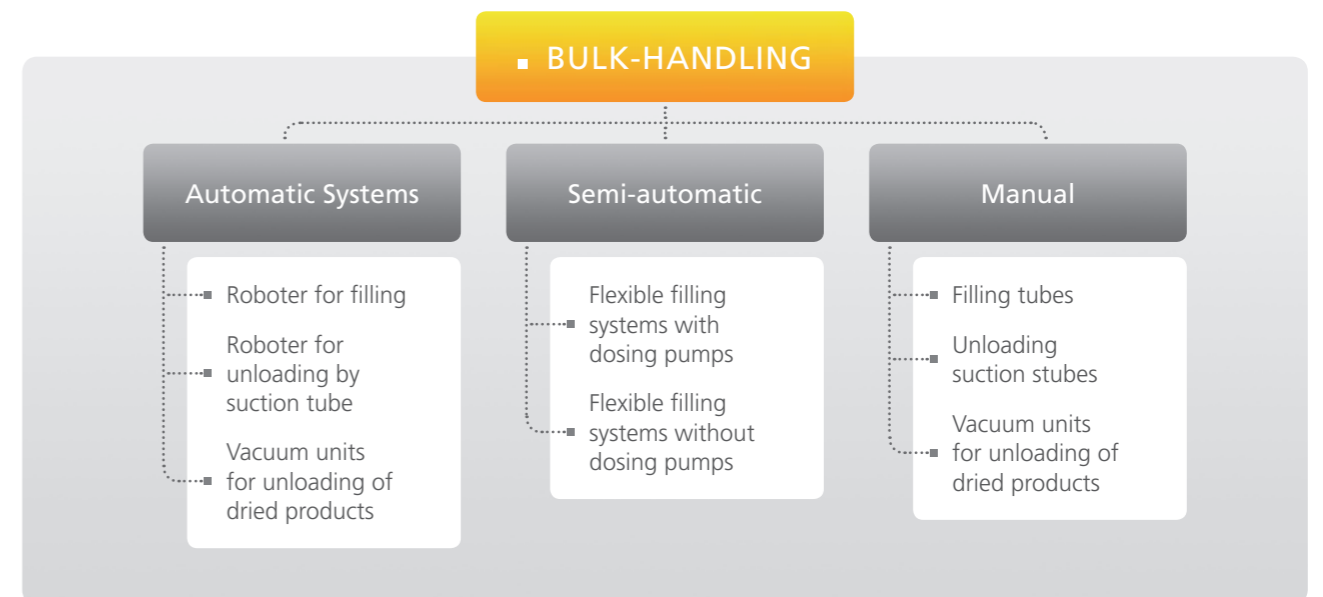 BULK-HANDLING
Automatic Systems
Roboter for filling
Roboter for
unloading by
suction tube
Vacuum units
for unloading of
dried products
Semi-automatic
Flexible filling
systems with
dosing pumps
Flexible filling
systems without
dosing pumps
Manual
Filling tubes
Unloading
suction stubes
Vacuum units
for unloading of
dried products